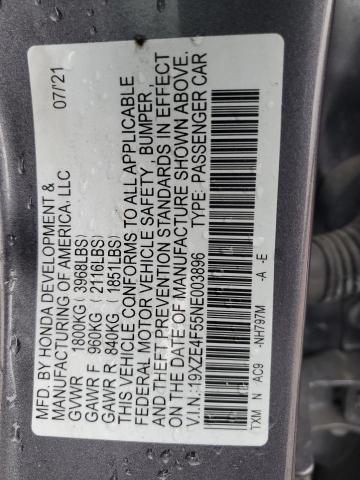 MFD. BY HONDA DEVELOPMENT & 07/'21
MANUFACTURING OF AMERICA, LLC
GVWR 1800KG (3968LBS)
GAWR F 960KG (2116LBS)
GAWR R 840KG (1851LBS)
THIS VEHICLE CONFORMS TO ALL APPLICABLE
FEDERAL MOTOR VEHICLE SAFETY, BUMPER,
AND THEFT PREVENTION STANDARDS IN EFFECT
ON THE DATE OF MANUFACTURE SHOWN ABOVE.
V.I.N.: 19XZE4F55NE003896 TYPE: PASSENGER CAR
-NH797M -A -E
TXM N AC9